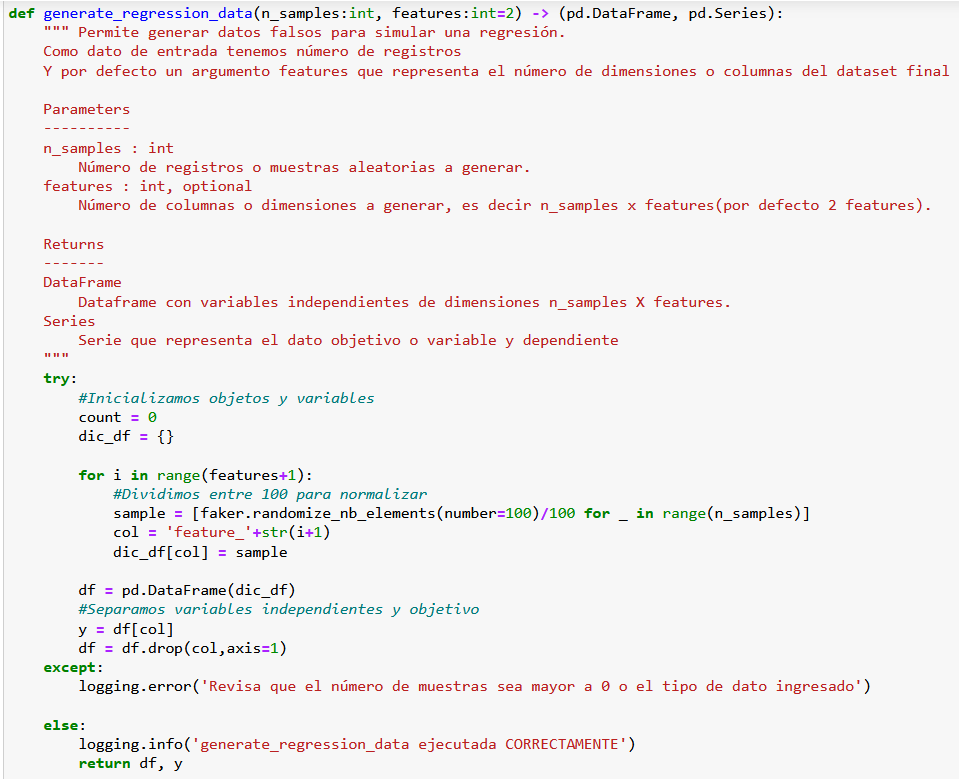 def generate_regression_data(n_samples:int, features:int=2) -> (pd.DataFrame, pd.Series):
    """ Permite generar datos falsos para simular una regresión.
    Como dato de entrada tenemos número de registros
    Y por defecto un argumento features que representa el número de dimensiones o columnas del dataset final

    Parameters
    ----------
    n_samples : int
        Número de registros o muestras aleatorias a generar.
    features : int, optional
        Número de columnas o dimensiones a generar, es decir n_samples x features(por defecto 2 features).

    Returns
    -------
    DataFrame
        Dataframe con variables independientes de dimensiones n_samples X features.
    Series
        Serie que representa el dato objetivo o variable y dependiente
    """
    try:
        #Inicializamos objetos y variables
        count = 0
        dic_df = {}

        for i in range(features+1):
            #Dividimos entre 100 para normalizar
            sample = [faker.randomize_nb_elements(number=100)/100 for _ in range(n_samples)]
            col = 'feature_'+str(i+1)
            dic_df[col] = sample

        df = pd.DataFrame(dic_df)
        #Separamos variables independientes y objetivo
        y = df[col]
        df = df.drop(col,axis=1)
    except:
        logging.error('Revisa que el número de muestras sea mayor a 0 o el tipo de dato ingresado')

    else:
        logging.info('generate_regression_data ejecutada CORRECTAMENTE')
        return df, y